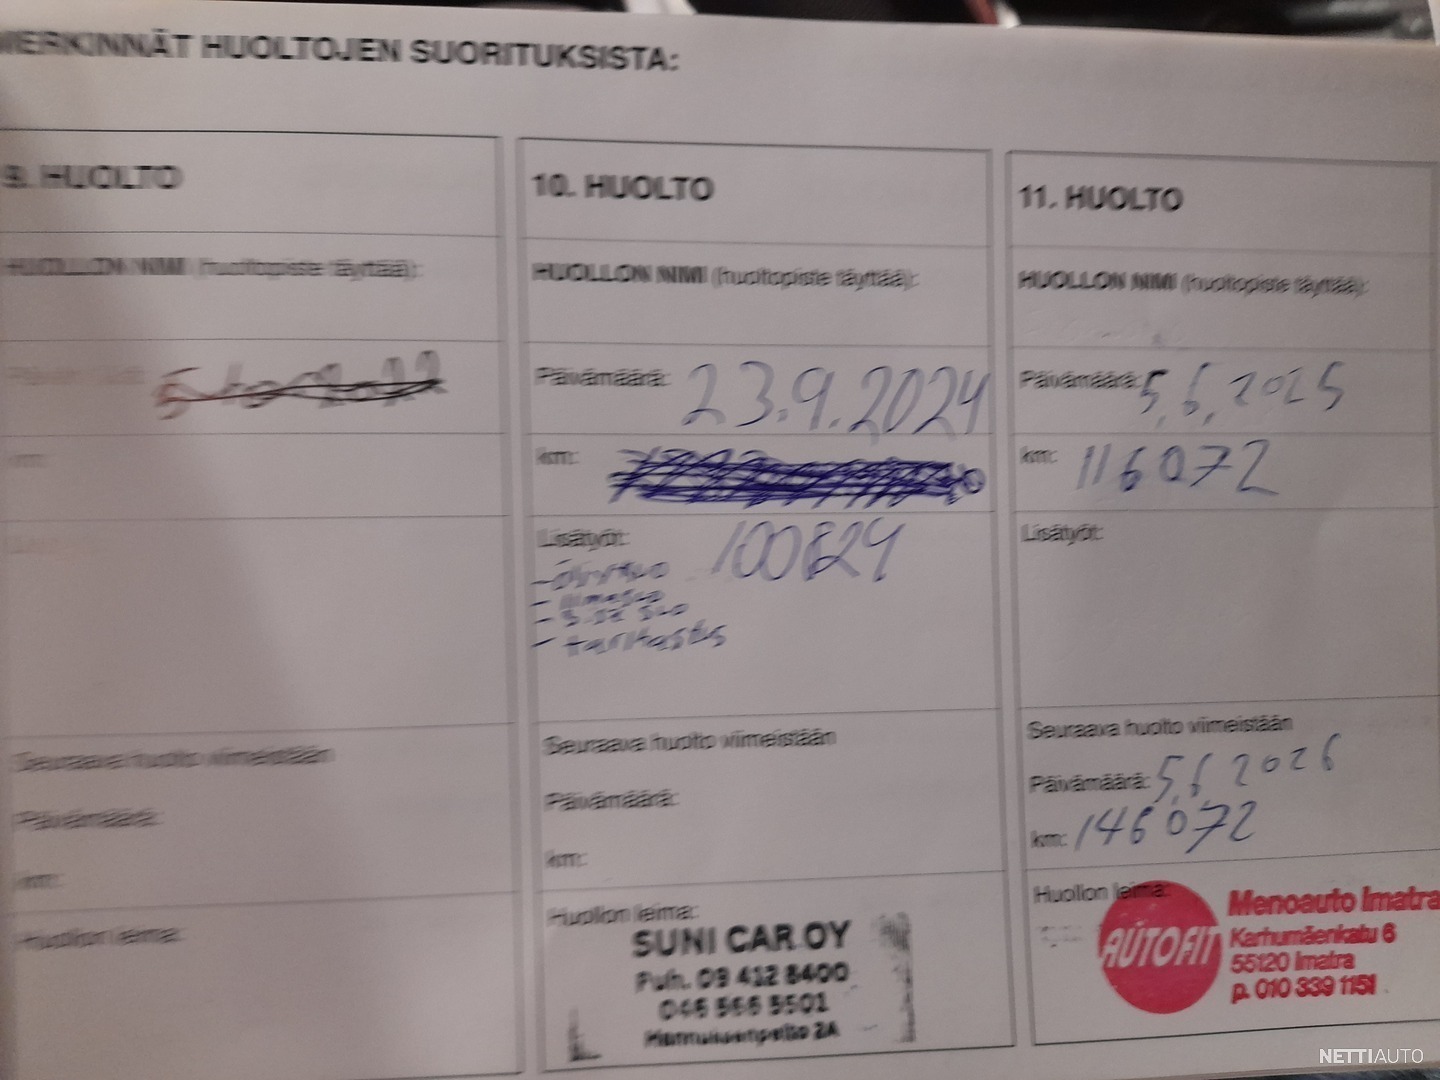 MERKINNÄT HUOLTOJEN SUORITUKSISTA:
9. HUOLTO
HUOLLON NIMI (huoltopiste täyttää):
Seuraava huolto viimeistään
Päivämäärä:
km:
Huollon leima:
10. HUOLTO
HUOLLON NIMI (huoltopiste täyttää):
Päivämäärä: 23.9.2024
km:
Lisätyöt: 100824
- tarkastus
Seuraava huolto viimeistään
Päivämäärä:
km:
Huollon leima:
SUNI CAR OY
Puh. 09 412 8400
046 566 5501
11. HUOLTO
HUOLLON NIMI (huoltopiste täyttää):
Päivämäärä: 5.6.2025
km: 116072
Lisätyöt:
Seuraava huolto viimeistään
Päivämäärä: 5.6 2026
km: 146072
Huollon leima:
AUTOFIT
Menoauto Imatra
Karhumäenkatu 6
55120 Imatra
p. 010 339 1151
NETTIAUTO